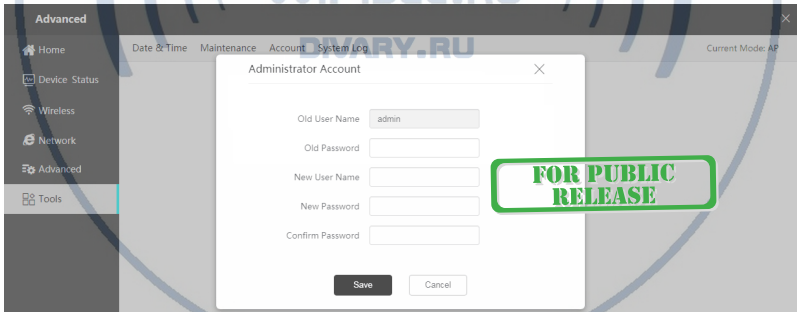 Advanced
Home
Date & Time Maintenance Account System Log
Current Mode: AP
DIVARY.RU
Administrator Account
Device Status
Wireless
Network
Advanced
Tools
Old User Name admin
Old Password
New User Name
New Password
Confirm Password
Save Cancel
FOR PUBLIC
RELEASE